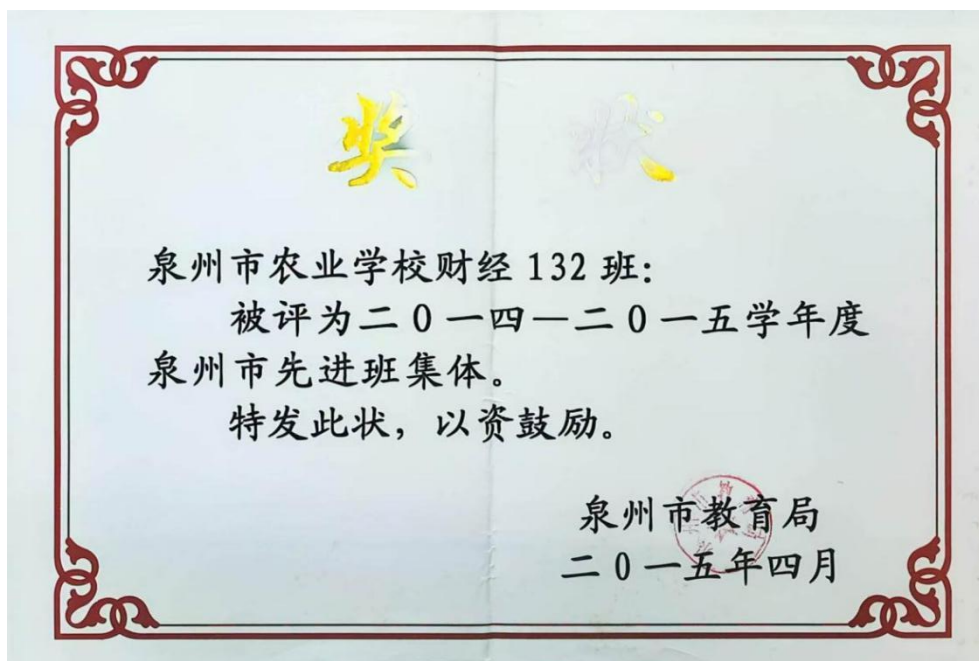 奖状
泉州市农业学校财经132班：
被评为二0一四—二0一五学年度
泉州市先进班集体。
特发此状，以资鼓励。
泉州市教育局
二0一五年四月